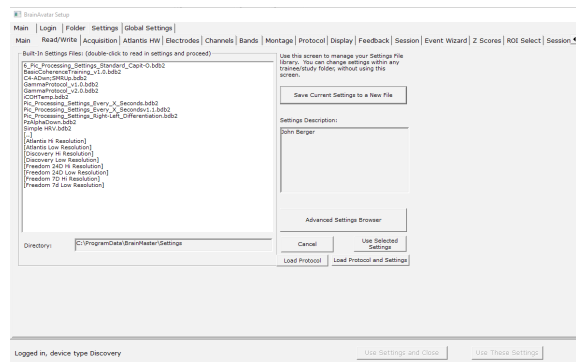 BrainAvatar Setup
Main Login Folder Settings Global Settings
Main Read/Write Acquisition Atlantis HW Electrodes Channels Bands Montage Protocol Display Feedback Session Event Wizard Z Scores ROI Select Session
Built-In Settings Files: (double-click to read in settings and proceed)
6_Pic_Processing_Settings_Standard_Capit-O.bdb2
BasicCoherenceTraining_v1.0.bdb2
C4-ADwn;SMRUp.bdb2
GammaProtocol_v1.0.bdb2
GammaProtocol_v2.0.bdb2
iCOHTemp.bdb2
Pic_Processing_Settings_Every_X_Seconds.bdb2
Pic_Processing_Settings_Every_X_Secondsv1.1.bdb2
Pic_Processing_Settings_Right-Left_Differentiation.bdb2
PzAlphaDown.bdb2
Simple HRV.bdb2
[..]
[Atlantis Hi Resolution]
[Atlantis Low Resolution]
[Discovery Hi Resolution]
[Discovery Low Resolution]
[Freedom 24D Hi Resolution]
[Freedom 24D Low Resolution]
[Freedom 7D Hi Resolution]
[Freedom 7d Low Resolution]
Directory: C:\ProgramData\BrainMaster\Settings
Use this screen to manage your Settings File
library. You can change settings within any
trainee/study folder, without using this
screen.
Save Current Settings to a New File
Settings Description:
John Berger
Advanced Settings Browser
Cancel
Use Selected
Settings
Load Protocol
Load Protocol and Settings
Logged in, device type Discovery
Use Settings and Close
Use These Settings